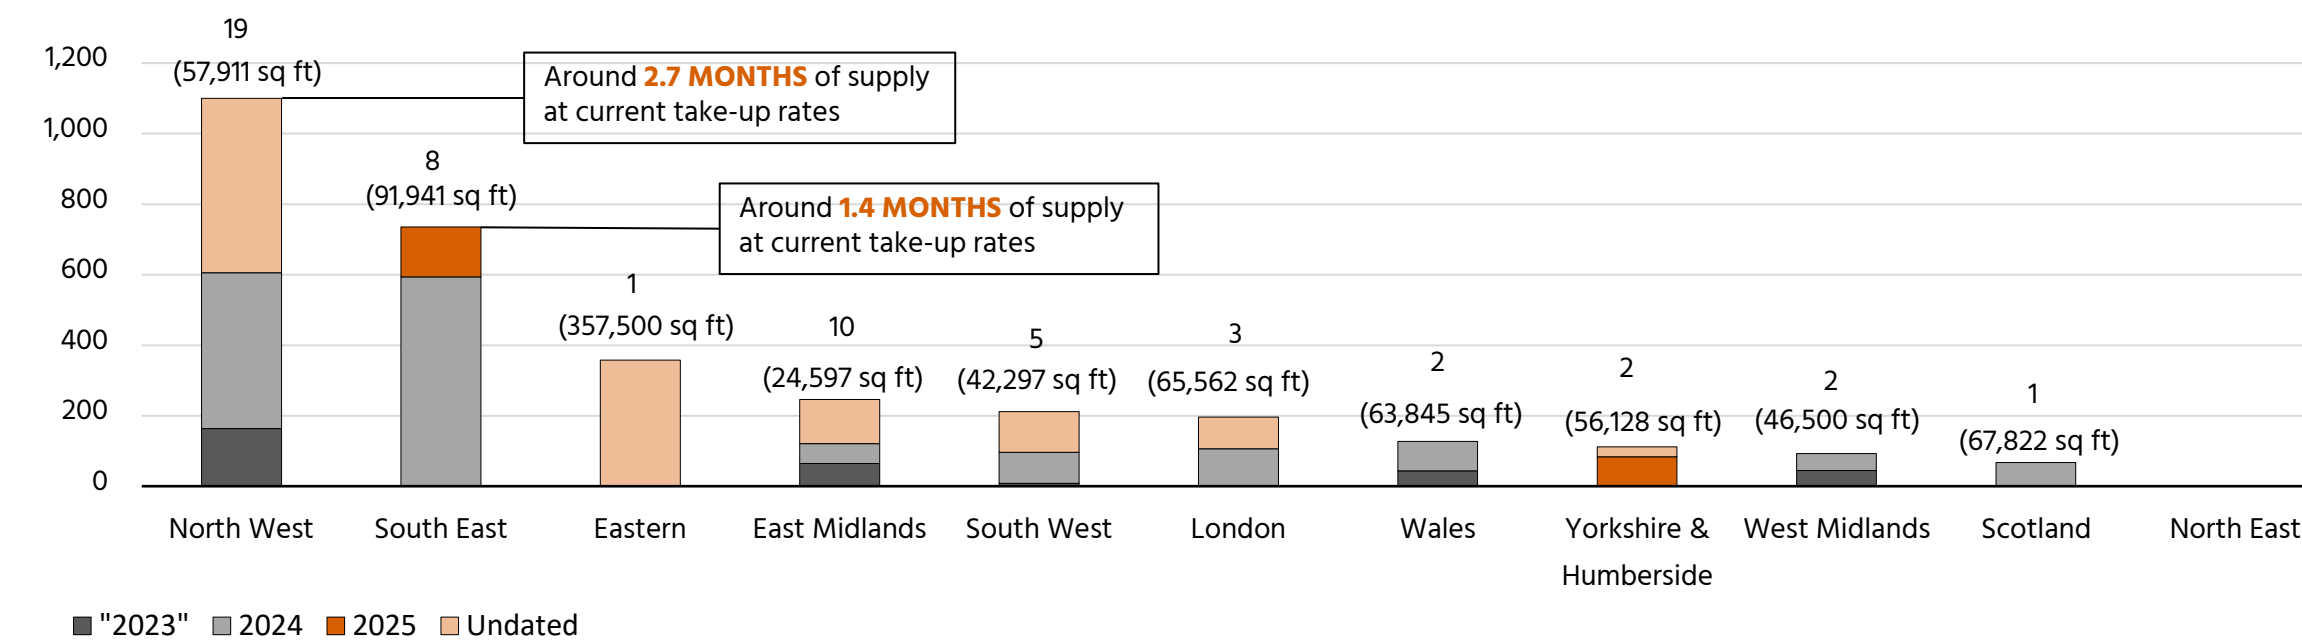 19
(57,911 sq ft)
Around 2.7 MONTHS of supply
at current take-up rates
8
(91,941 sq ft)
Around 1.4 MONTHS of supply
at current take-up rates
1
(357,500 sq ft)
10
(24,597 sq ft)
5
(42,297 sq ft)
3
(65,562 sq ft)
2
(63,845 sq ft)
2
(56,128 sq ft)
2
(46,500 sq ft)
1
(67,822 sq ft)
1,200
1,000
800
600
400
200
0
North West
South East
Eastern
East Midlands
South West
London
Wales
Yorkshire &
Humberside
West Midlands
Scotland
North East
"2023"
2024
2025
Undated